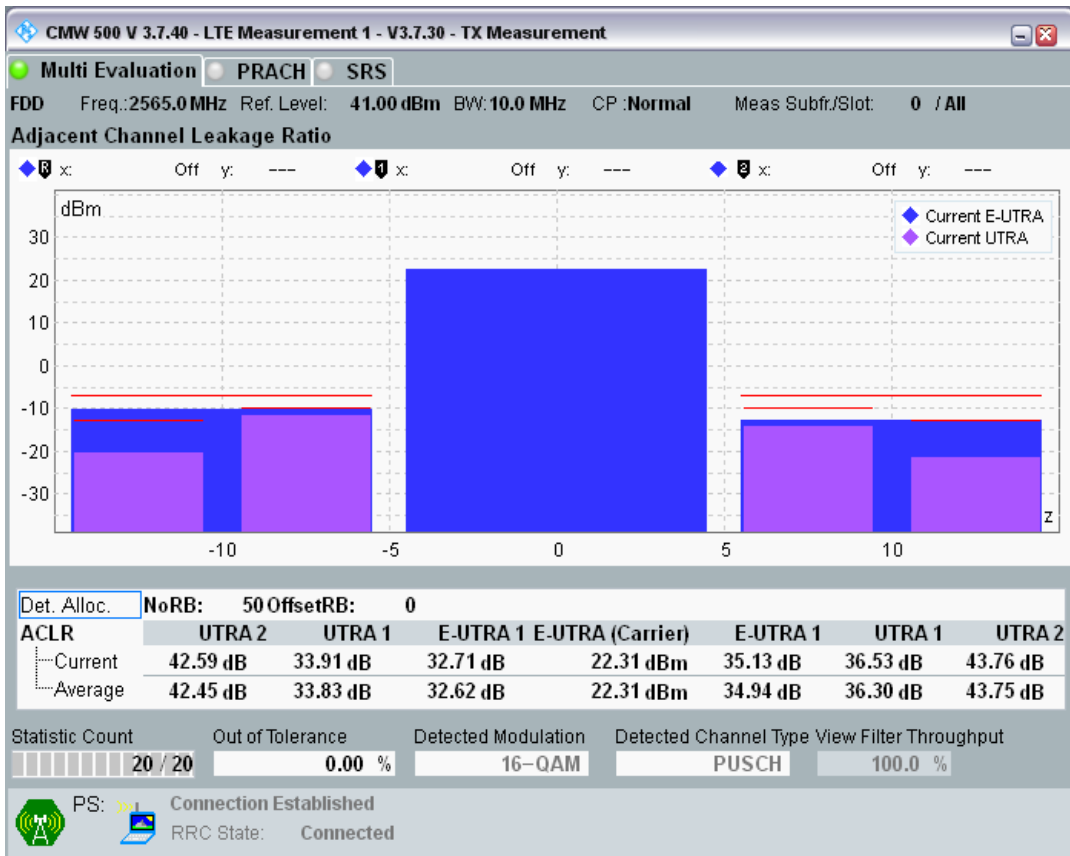 CMW 500 V 3.7.40 - LTE Measurement 1 - V3.7.30 - TX Measurement
Multi Evaluation PRACH SRS
FDD Freq.:2565.0 MHz Ref. Level: 41.00 dBm BW:10.0 MHz CP :Normal Meas Subfr./Slot: 0 / All
Adjacent Channel Leakage Ratio
R x: Off y: --- 1 x: Off y: --- 2 x: Off y: ---
dBm
Current E-UTRA
Current UTRA
30
20
10
0
-10
-20
-30
z
-10 -5 0 5 10
Det. Alloc. NoRB: 50 OffsetRB: 0
ACLR UTRA 2 UTRA 1 E-UTRA 1 E-UTRA (Carrier) E-UTRA 1 UTRA 1 UTRA 2
Current 42.59 dB 33.91 dB 32.71 dB 22.31 dBm 35.13 dB 36.53 dB 43.76 dB
Average 42.45 dB 33.83 dB 32.62 dB 22.31 dBm 34.94 dB 36.30 dB 43.75 dB
Statistic Count Out of Tolerance Detected Modulation Detected Channel Type View Filter Throughput
20 / 20 0.00 % 16-QAM PUSCH 100.0 %
PS: Connection Established
RRC State: Connected